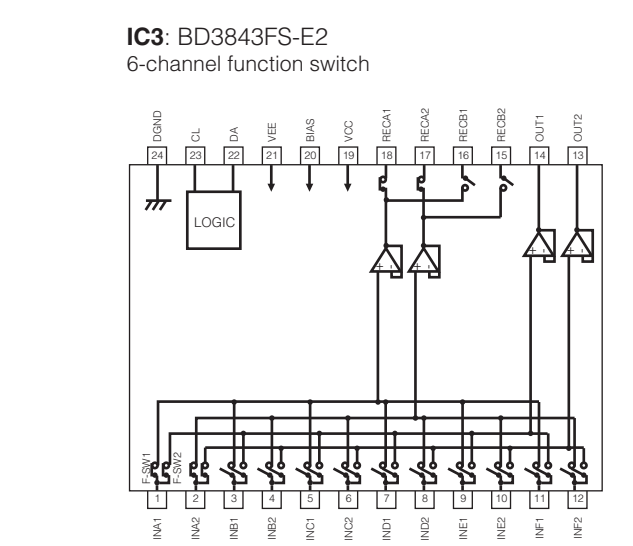 IC3: BD3843FS-E2
6-channel function switch
DGND CL DA VEE BIAS VCC RECA1 RECA2 RECB1 RECB2 OUT1 OUT2
24 23 22 21 20 19 18 17 16 15 14 13
LOGIC
+ - + - + - + -
F-SW1 F-SW2
1 2 3 4 5 6 7 8 9 10 11 12
INA1 INA2 INB1 INB2 INC1 INC2 IND1 IND2 INE1 INE2 INF1 INF2